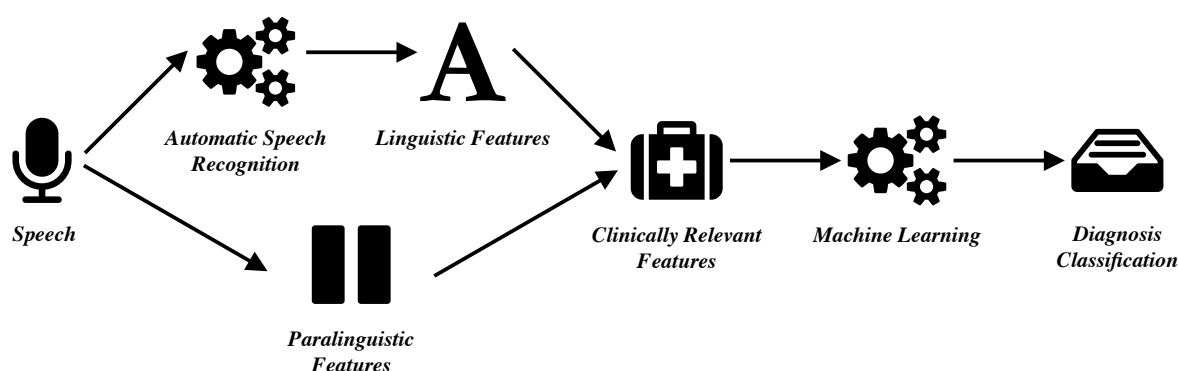 Speech
Automatic Speech
Recognition
A
Linguistic Features
Paralinguistic
Features
Clinically Relevant
Features
Machine Learning
Diagnosis
Classification